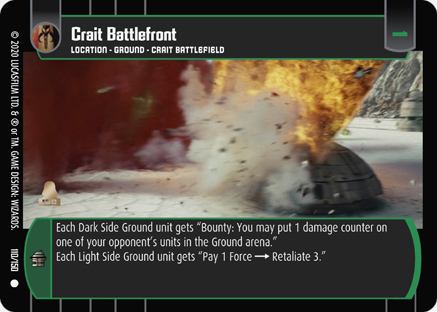 Crait Battlefront
LOCATION - GROUND - CRAIT BATTLEFIELD
Each Dark Side Ground unit gets “Bounty: You may put 1 damage counter on
one of your opponent's units in the Ground arena.”
Each Light Side Ground unit gets “Pay 1 Force → Retaliate 3.”
© 2020 LUCASFILM LTD. & ® or TM. GAME DESIGN: WIZARDS.
110/150